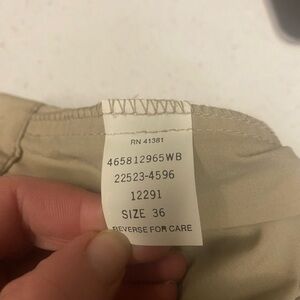 RN 41381
465812965WB
22523-4596
12291
SIZE 36
REVERSE FOR CARE